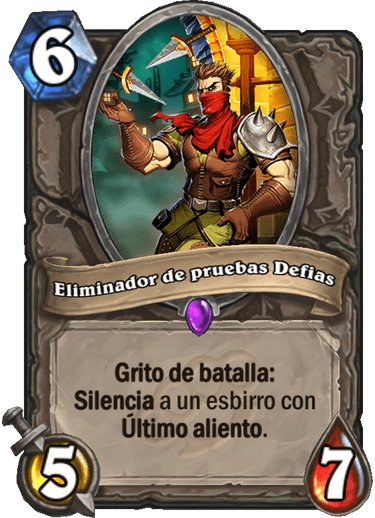 6
Eliminador de pruebas Defias
Grito de batalla:
Silencia a un esbirro con
Último aliento.
5
7